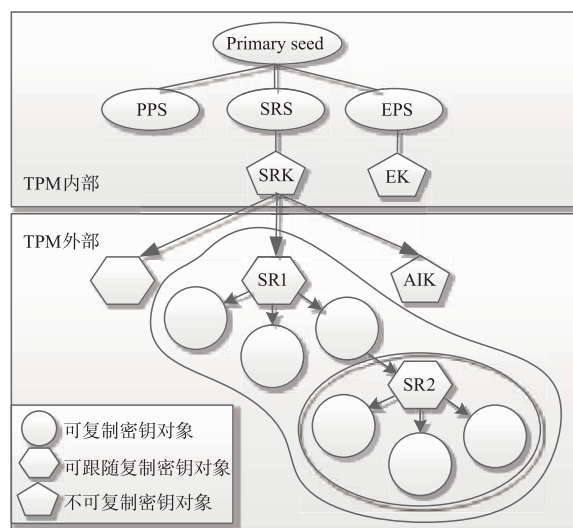 Primary seed
PPS
SRS
EPS
SRK
EK
TPM内部
TPM外部
SR1
AIK
SR2
可复制密钥对象
可跟随复制密钥对象
不可复制密钥对象